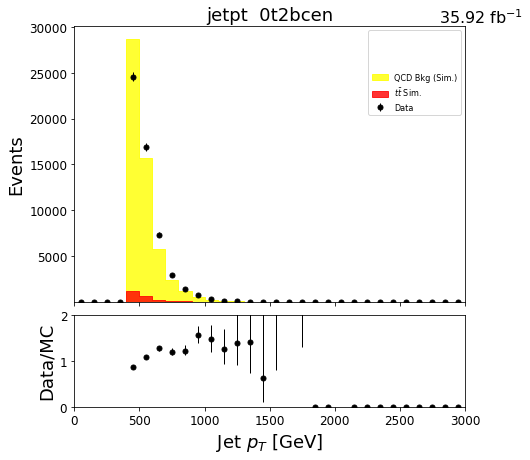 jetpt 0t2bcen
35.92 fb⁻¹
30000
25000
20000
15000
10000
5000
Events
QCD Bkg (Sim.)
tt̄ Sim.
Data
2
1
0
Data/MC
0 500 1000 1500 2000 2500 3000
Jet p_T [GeV]